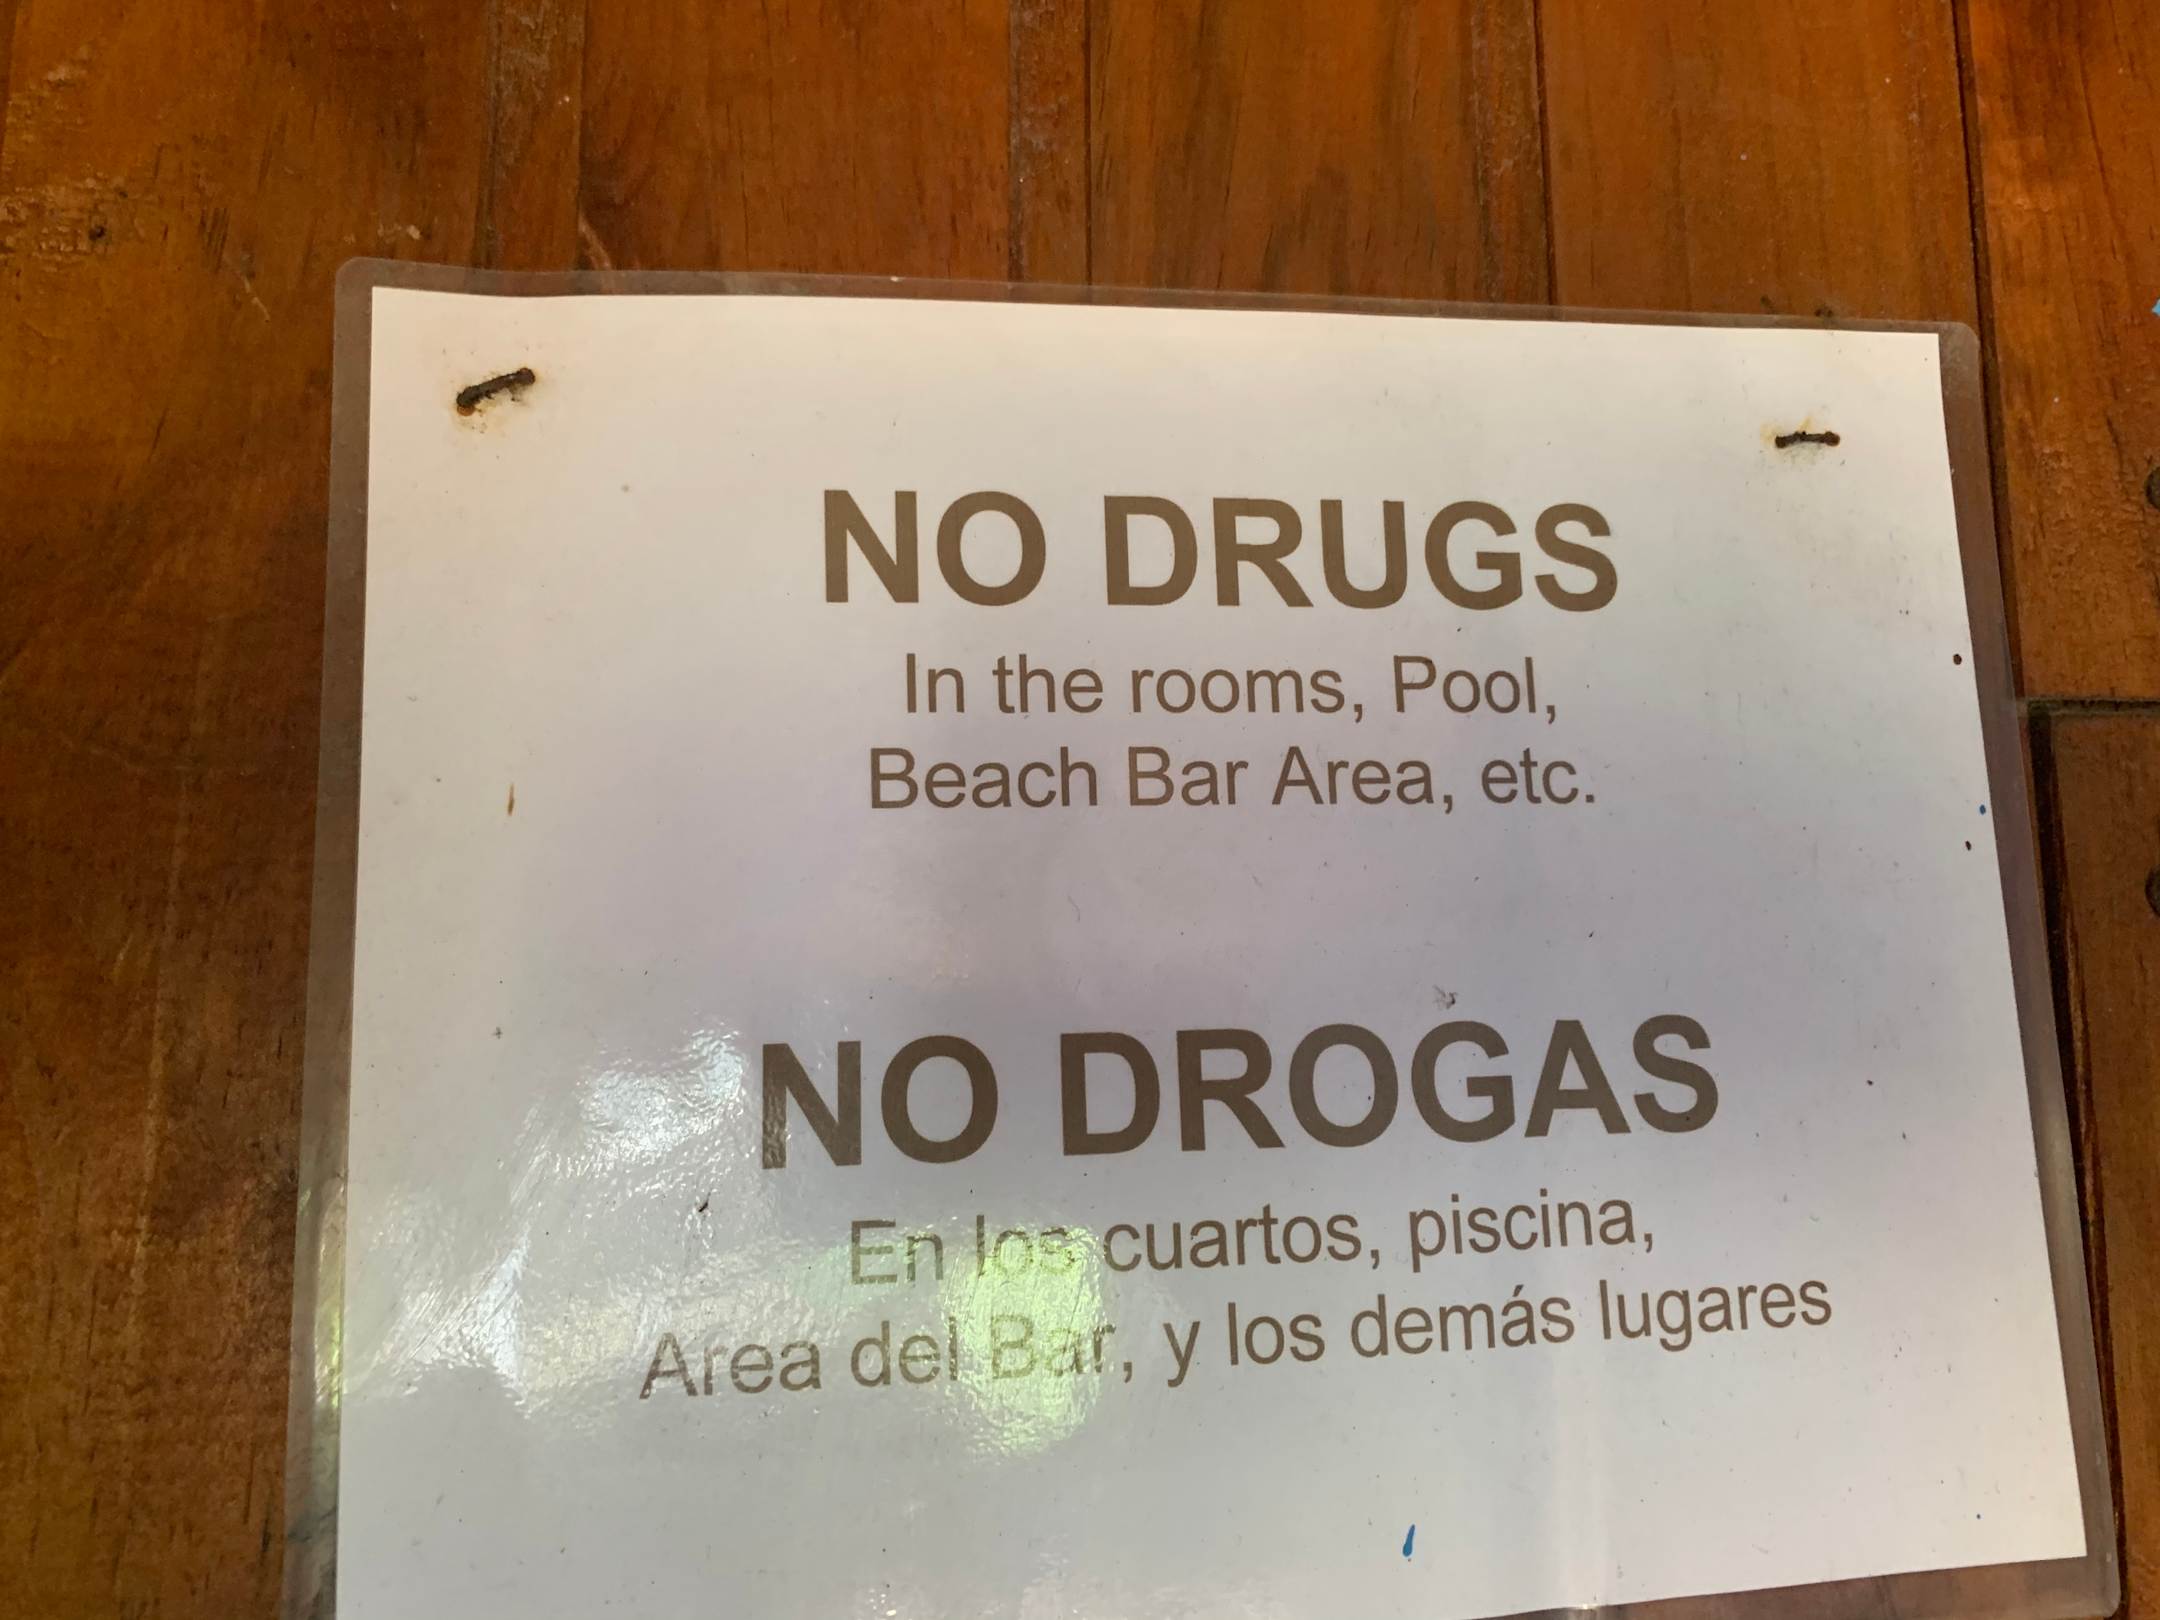 NO DRUGS
In the rooms, Pool,
Beach Bar Area, etc.
NO DROGAS
En los cuartos, piscina,
Area del Bar, y los demás lugares